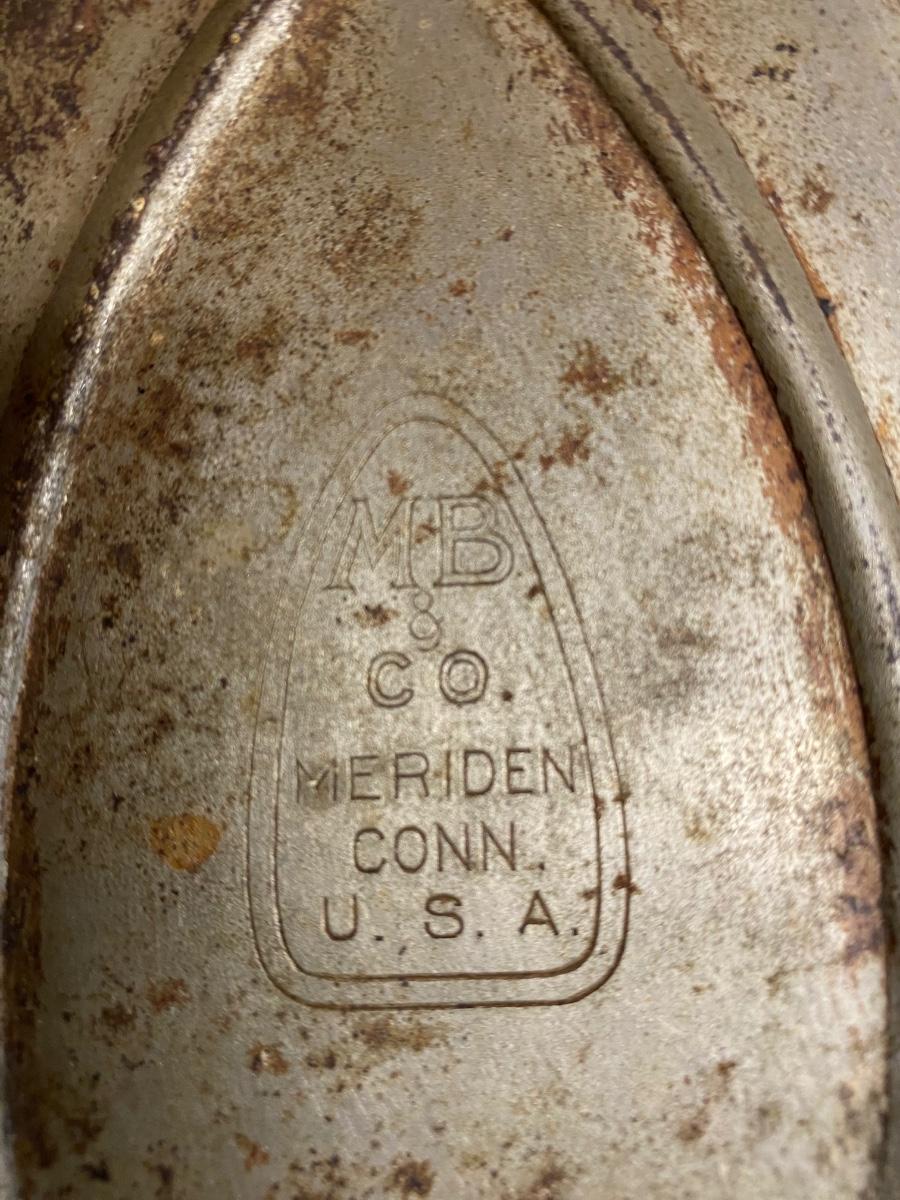 MB
&
CO.
MERIDEN
CONN.
U. S. A.